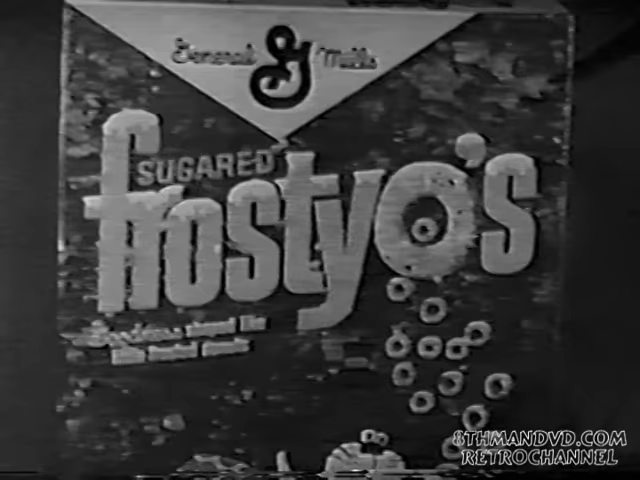 General G Mills
SUGARED
frosty O's
8THMANDVD.COM
RETROCHANNEL